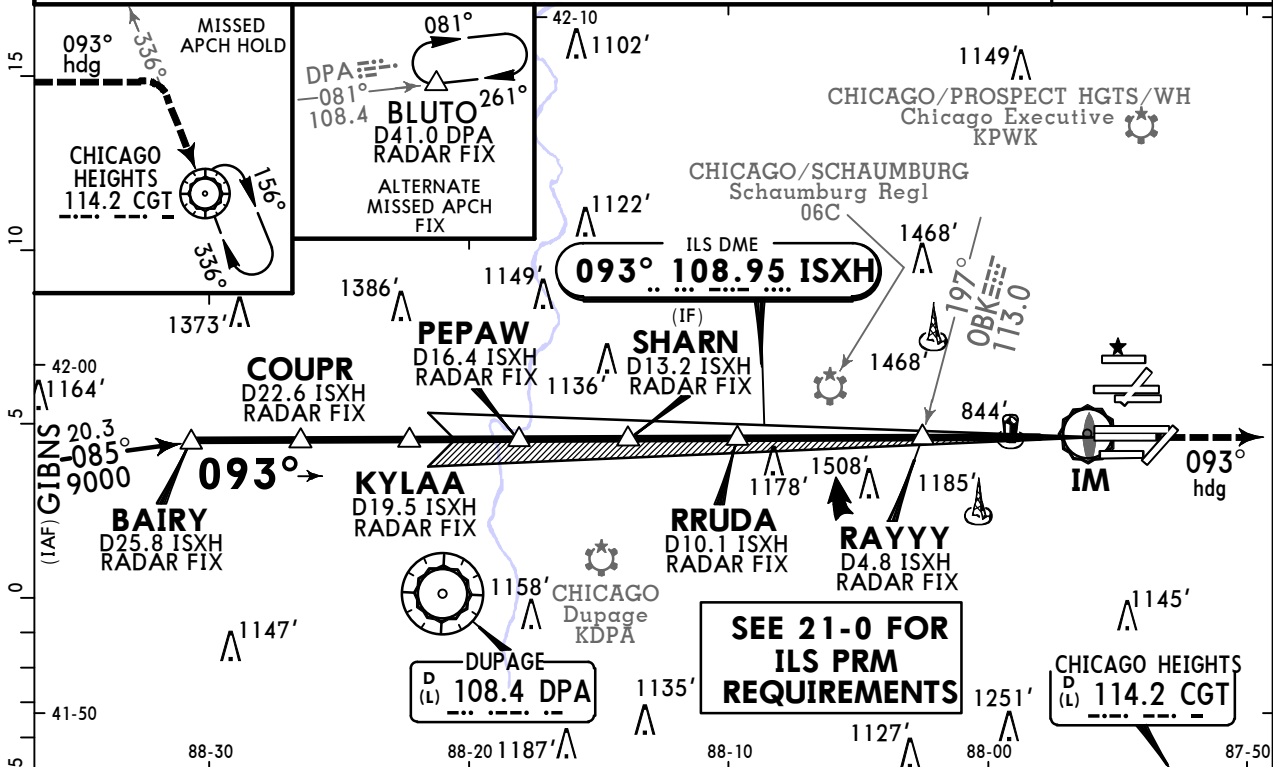 093°
hdg
336°
MISSED
APCH HOLD
CHICAGO
HEIGHTS
114.2 CGT
156°
336°
081°
DPA
081°
108.4
261°
BLUTO
D41.0 DPA
RADAR FIX
ALTERNATE
MISSED APCH
FIX
42-10
1102'
1149'
CHICAGO/PROSPECT HGTS/WH
Chicago Executive
KPWK
CHICAGO/SCHAUMBURG
Schaumburg Regl
06C
1122'
1468'
ILS DME
093° 108.95 ISXH
197°
OBK
113.0
1373'
1386'
1149'
PEPAW
D16.4 ISXH
RADAR FIX
(IF)
SHARN
D13.2 ISXH
RADAR FIX
1136'
1468'
42-00
1164'
COUPR
D22.6 ISXH
RADAR FIX
844'
(IAF) GIBNS
20.3
085°
9000
093°
BAIRY
D25.8 ISXH
RADAR FIX
KYLAA
D19.5 ISXH
RADAR FIX
RRUDA
D10.1 ISXH
RADAR FIX
1178'
1508'
RAYYY
D4.8 ISXH
RADAR FIX
1185'
IM
093°
hdg
1158'
CHICAGO
Dupage
KDPA
1147'
DUPAGE
D
(L) 108.4 DPA
SEE 21-0 FOR
ILS PRM
REQUIREMENTS
1145'
CHICAGO HEIGHTS
D
(L) 114.2 CGT
1135'
1251'
1127'
1187'
41-50
88-30
88-20
88-10
88-00
87-50
15
10
5
0
5